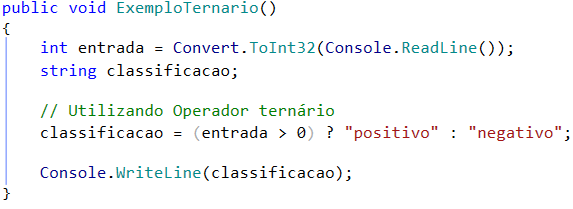 public void ExemploTernario()
{
    int entrada = Convert.ToInt32(Console.ReadLine());
    string classificacao;
    // Utilizando Operador ternário
    classificacao = (entrada > 0) ? "positivo" : "negativo";
    Console.WriteLine(classificacao);
}